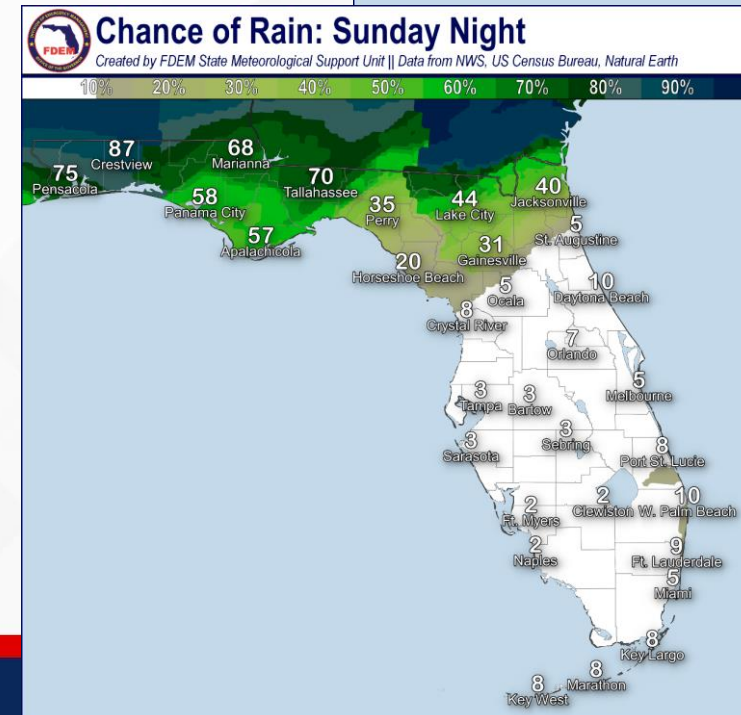 FDEM
Chance of Rain: Sunday Night
Created by FDEM State Meteorological Support Unit || Data from NWS, US Census Bureau, Natural Earth
10% 20% 30% 40% 50% 60% 70% 80% 90%
87
Crestview
68
Marianna
75
Pensacola
70
Tallahassee
58
Panama City
35
Perry
44
Lake City
40
Jacksonville
57
Apalachicola
5
St. Augustine
31
Gainesville
20
Horseshoe Beach
5
Ocala
10
Daytona Beach
8
Crystal River
7
Orlando
3
Tampa
3
Bartow
5
Melbourne
3
Sarasota
3
Sebring
8
Port St. Lucie
2
Ft. Myers
2
Clewiston
10
W. Palm Beach
2
Naples
9
Ft. Lauderdale
5
Miami
8
Key Largo
8
Marathon
8
Key West